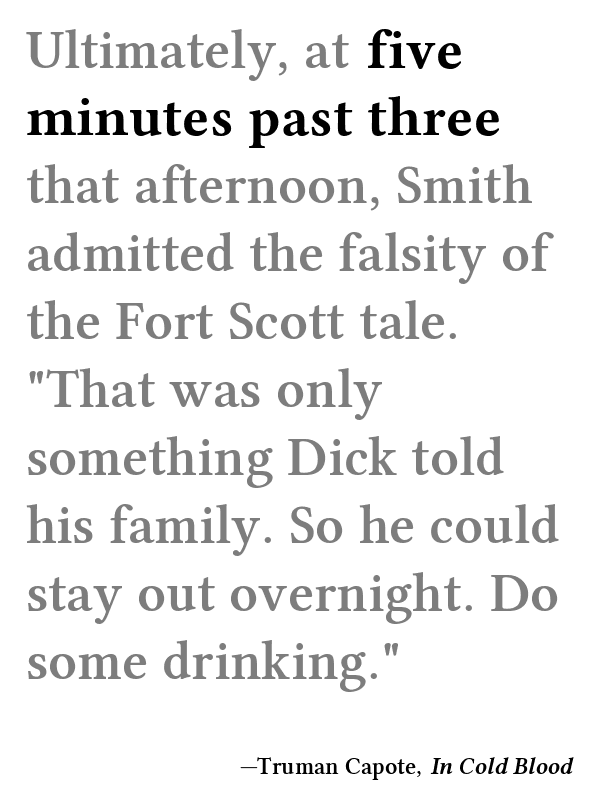 Ultimately, at five
minutes past three
that afternoon, Smith
admitted the falsity of
the Fort Scott tale.
"That was only
something Dick told
his family. So he could
stay out overnight. Do
some drinking."
—Truman Capote, In Cold Blood